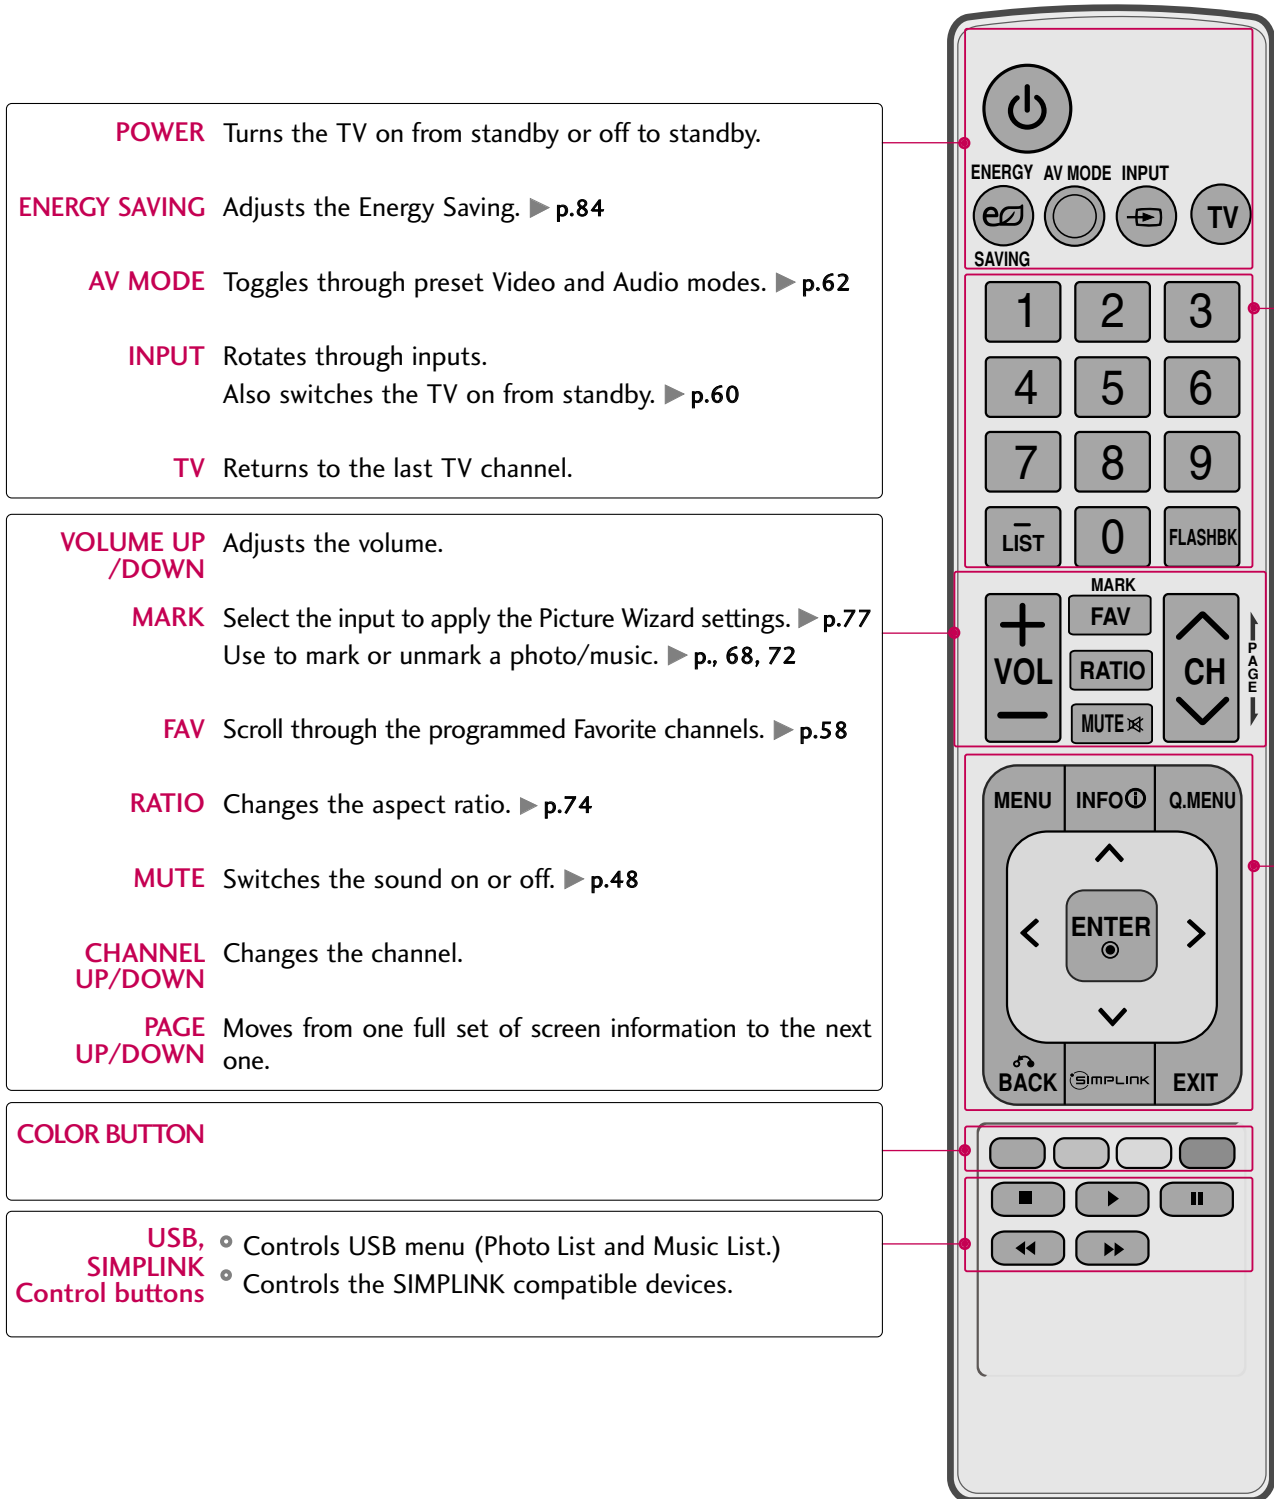 POWER Turns the TV on from standby or off to standby.
ENERGY SAVING Adjusts the Energy Saving. ▶ p.84
AV MODE Toggles through preset Video and Audio modes. ▶ p.62
INPUT Rotates through inputs.
Also switches the TV on from standby. ▶ p.60
TV Returns to the last TV channel.
VOLUME UP Adjusts the volume.
/DOWN
MARK Select the input to apply the Picture Wizard settings. ▶ p.77
Use to mark or unmark a photo/music. ▶ p., 68, 72
FAV Scroll through the programmed Favorite channels. ▶ p.58
RATIO Changes the aspect ratio. ▶ p.74
MUTE Switches the sound on or off. ▶ p.48
CHANNEL Changes the channel.
UP/DOWN
PAGE Moves from one full set of screen information to the next
UP/DOWN one.
COLOR BUTTON
USB, ° Controls USB menu (Photo List and Music List.)
SIMPLINK
Control buttons ° Controls the SIMPLINK compatible devices.
ENERGY AV MODE INPUT
TV
SAVING
1 2 3
4 5 6
7 8 9
LIST 0 FLASHBK
MARK
FAV
VOL RATIO CH
PAGE
MUTE
MENU INFO Q.MENU
ENTER
BACK SIMPLINK EXIT